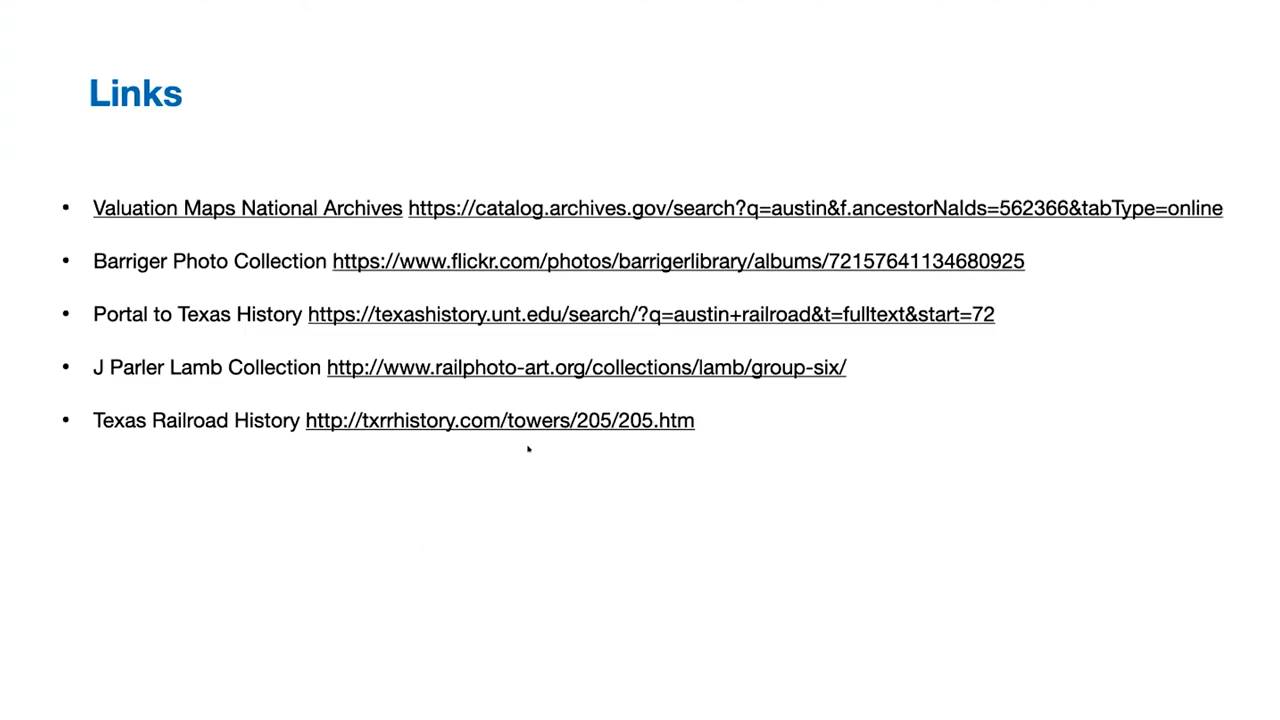 Links
• Valuation Maps National Archives https://catalog.archives.gov/search?q=austin&f.ancestorNaIds=562366&tabType=online
• Barriger Photo Collection https://www.flickr.com/photos/barrigerlibrary/albums/72157641134680925
• Portal to Texas History https://texashistory.unt.edu/search/?q=austin+railroad&t=fulltext&start=72
• J Parler Lamb Collection http://www.railphoto-art.org/collections/lamb/group-six/
• Texas Railroad History http://txrrhistory.com/towers/205/205.htm